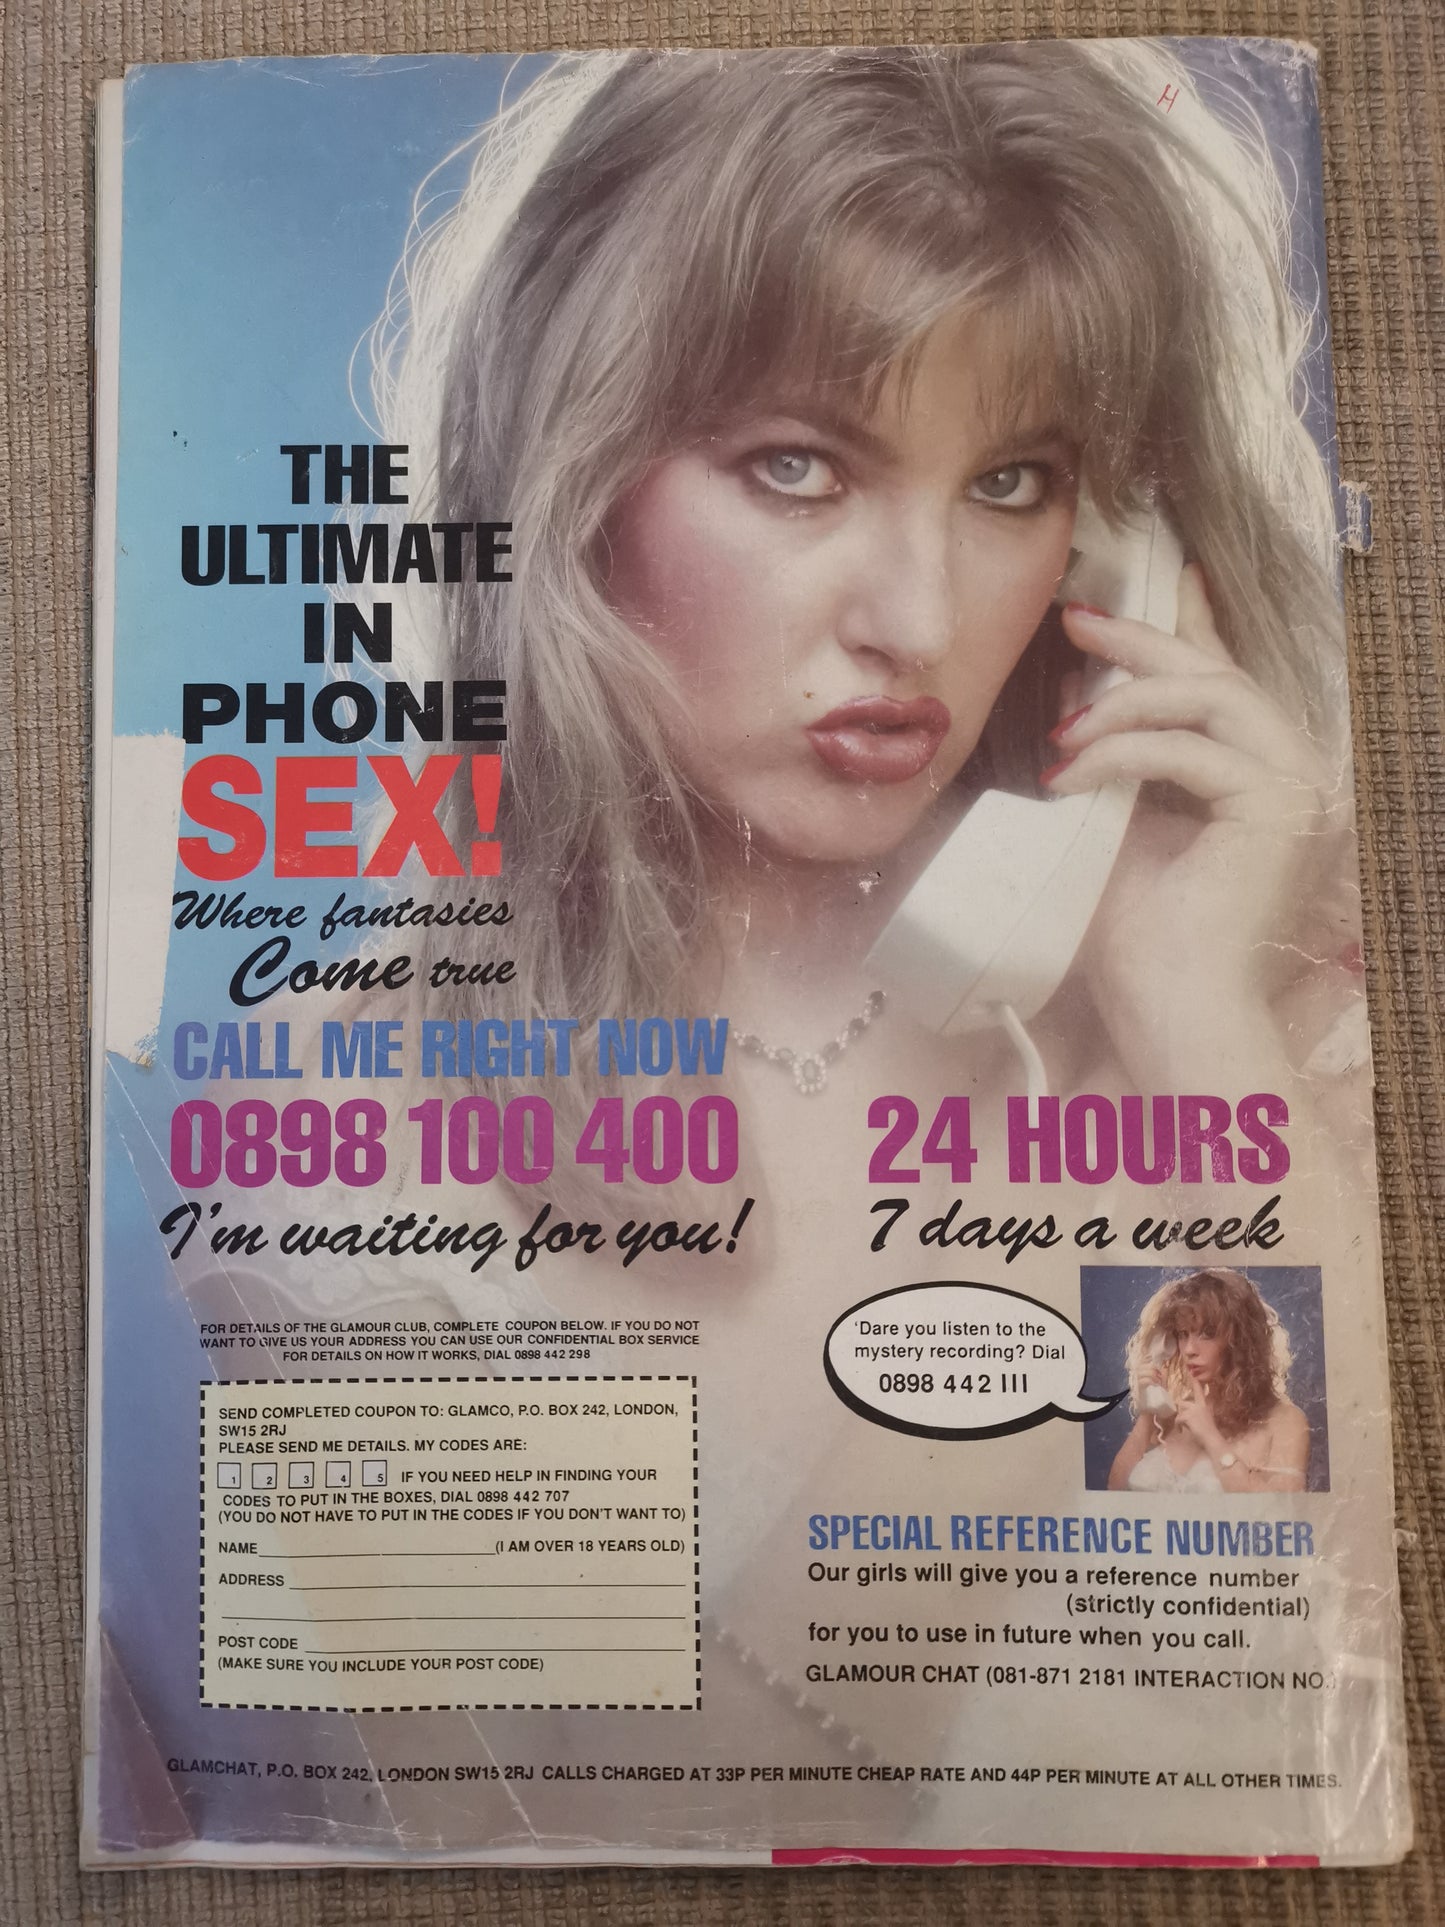 H
THE
ULTIMATE
IN
PHONE
SEX!
Where fantasies
Come true
CALL ME RIGHT NOW
0898 100 400
I'm waiting for you!
24 HOURS
7 days a week
FOR DETAILS OF THE GLAMOUR CLUB, COMPLETE COUPON BELOW. IF YOU DO NOT
WANT TO GIVE US YOUR ADDRESS YOU CAN USE OUR CONFIDENTIAL BOX SERVICE
FOR DETAILS ON HOW IT WORKS, DIAL 0898 442 298
SEND COMPLETED COUPON TO: GLAMCO, P.O. BOX 242, LONDON,
SW15 2RJ
PLEASE SEND ME DETAILS. MY CODES ARE:
1 2 3 4 5 IF YOU NEED HELP IN FINDING YOUR
CODES TO PUT IN THE BOXES, DIAL 0898 442 707
(YOU DO NOT HAVE TO PUT IN THE CODES IF YOU DON'T WANT TO)
NAME (I AM OVER 18 YEARS OLD)
ADDRESS
POST CODE
(MAKE SURE YOU INCLUDE YOUR POST CODE)
'Dare you listen to the
mystery recording? Dial
0898 442 111
SPECIAL REFERENCE NUMBER
Our girls will give you a reference number
(strictly confidential)
for you to use in future when you call.
GLAMOUR CHAT (081-871 2181 INTERACTION NO.)
GLAMCHAT, P.O. BOX 242, LONDON SW15 2RJ CALLS CHARGED AT 33P PER MINUTE CHEAP RATE AND 44P PER MINUTE AT ALL OTHER TIMES.